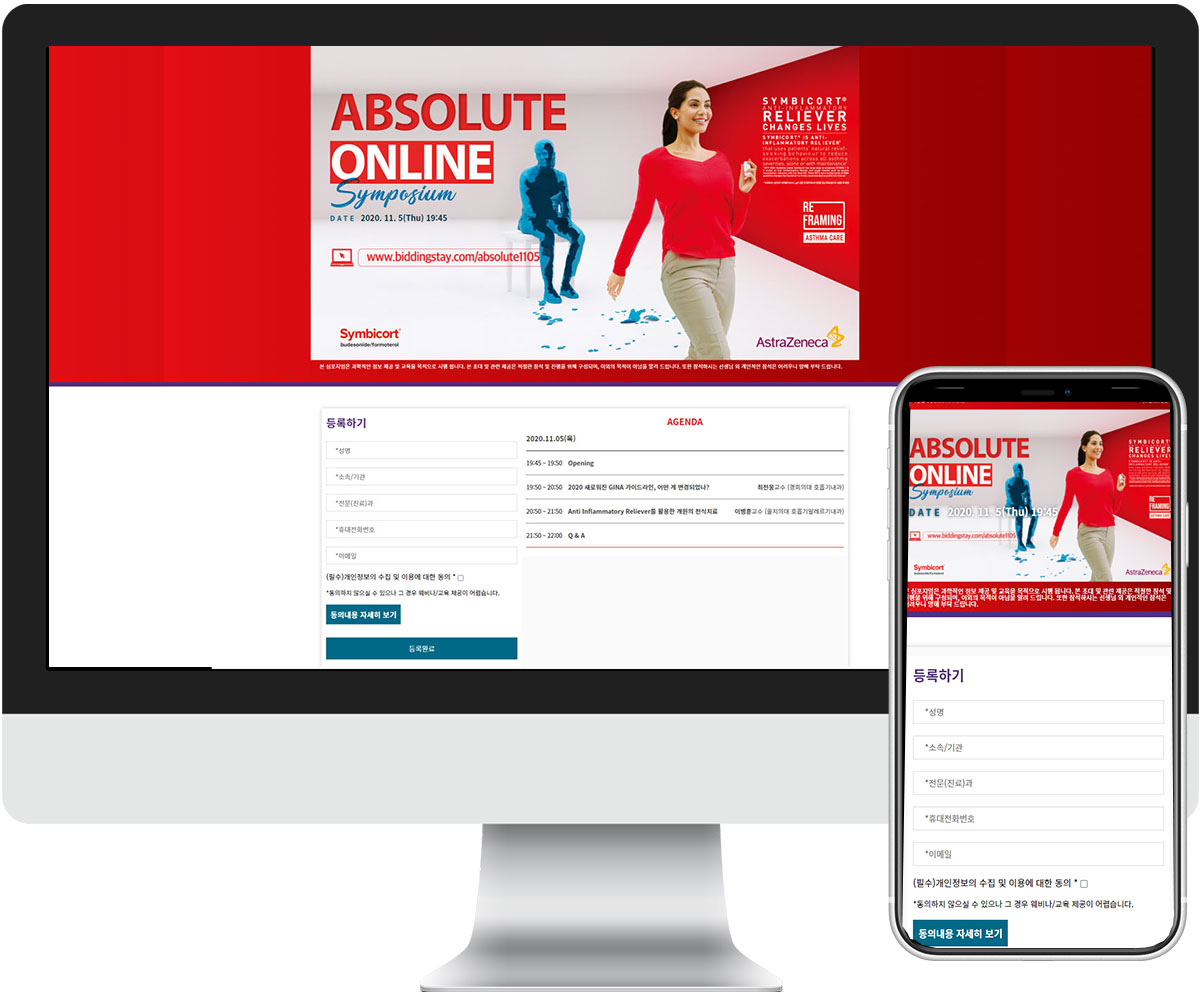 ABSOLUTE
ONLINE
Symposium
DATE 2020. 11. 5(Thu) 19:45
www.biddingstay.com/absolute1105
Symbicort®
budesonide/formoterol
SYMBICORT®
ANTI-INFLAMMATORY
RELIEVER
CHANGES LIVES
SYMBICORT® IS ANTI-
INFLAMMATORY RELIEVER
that uses patients' natural relief-
seeking behaviour to reduce
exacerbations across all asthma
severities, alone or with maintenance
RE
FRAMING
ASTHMA CARE
AstraZeneca
본 심포지엄은 과학적인 정보 제공 및 교육을 목적으로 시행 됩니다. 본 초대 및 관련 제공은 적절한 참석 및 진행을 위해 구성되며, 이외의 목적이 아님을 알려 드립니다. 또한 참석하시는 선생님 외 개인적인 참석은 어려우니 양해 부탁 드립니다.
등록하기
*성명
*소속/기관
*전문(진료)과
*휴대전화번호
*이메일
(필수)개인정보의 수집 및 이용에 대한 동의 *
*동의하지 않으실 수 있으나 그 경우 웨비나/교육 제공이 어렵습니다.
동의내용 자세히 보기
등록완료
AGENDA
2020.11.05(목)
19:45 ~ 19:50 Opening
19:50 ~ 20:50 2020 새로워진 GINA 가이드라인, 어떤 게 변경되었나? 최천웅교수 (경희의대 호흡기내과)
20:50 ~ 21:50 Anti Inflammatory Reliever를 활용한 개원의 천식치료 이병훈교수 (을지의대 호흡기알레르기내과)
21:50 ~ 22:00 Q & A
ABSOLUTE
ONLINE
Symposium
DATE 2020. 11. 5(Thu) 19:45
www.biddingstay.com/absolute1105
Symbicort®
budesonide/formoterol
SYMBICORT®
RELIEVER
CHANGES LIVES
RE
FRAMING
ASTHMA CARE
AstraZeneca
심포지엄은 과학적인 정보 제공 및 교육을 목적으로 시행 됩니다. 본 초대 및 관련 제공은 적절한 참석 및
행을 위해 구성되며, 이외의 목적이 아님을 알려 드립니다. 또한 참석하시는 선생님 외 개인적인 참석은
려우니 양해 부탁 드립니다.
등록하기
*성명
*소속/기관
*전문(진료)과
*휴대전화번호
*이메일
(필수)개인정보의 수집 및 이용에 대한 동의 *
*동의하지 않으실 수 있으나 그 경우 웨비나/교육 제공이 어렵습니다.
동의내용 자세히 보기